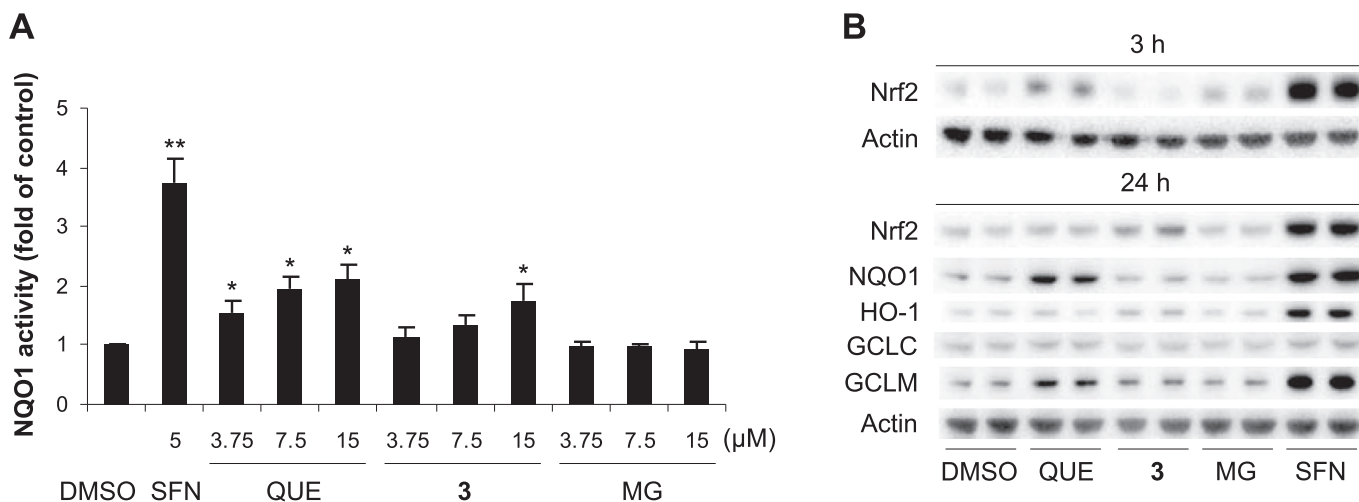 A
NQO1 activity (fold of control)
5
4
3
2
1
0
**
*
*
*
*
5 3.75 7.5 15 3.75 7.5 15 3.75 7.5 15 (µM)
DMSO SFN QUE 3 MG
B
3 h
Nrf2
Actin
24 h
Nrf2
NQO1
HO-1
GCLC
GCLM
Actin
DMSO QUE 3 MG SFN